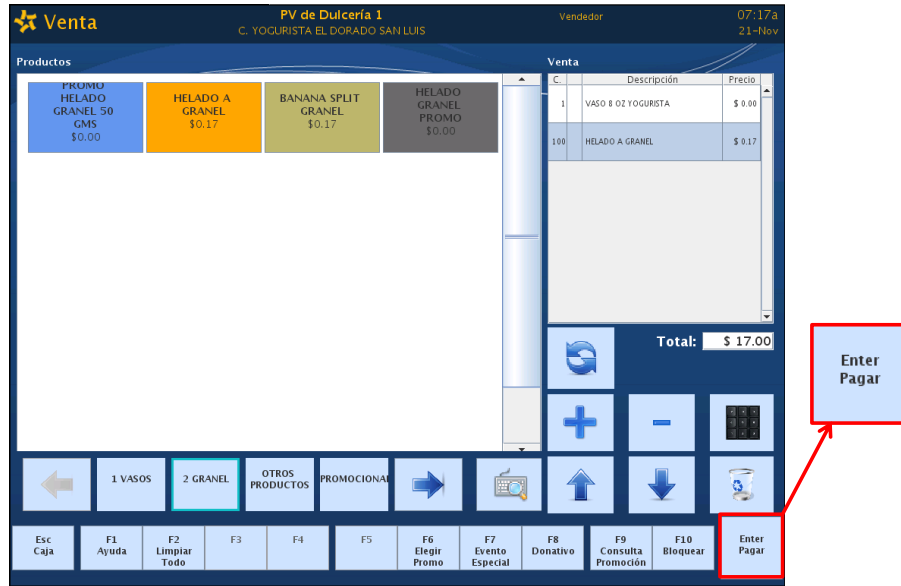 Venta
PV de Dulcería 1
C. YOGURISTA EL DORADO SAN LUIS
Vendedor
07:17a
21-Nov
Productos
PROMO
HELADO
GRANEL 50
GMS
$0.00
HELADO A
GRANEL
$0.17
BANANA SPLIT
GRANEL
$0.17
HELADO
GRANEL
PROMO
$0.00
Venta
C. Descripción Precio
1 VASO 8 OZ YOGURISTA $ 0.00
100 HELADO A GRANEL $ 0.17
Total: $ 17.00
1 VASOS
2 GRANEL
OTROS
PRODUCTOS
PROMOCIONAL
Esc
Caja
F1
Ayuda
F2
Limpiar
Todo
F3
F4
F5
F6
Elegir
Promo
F7
Evento
Especial
F8
Donativo
F9
Consulta
Promoción
F10
Bloquear
Enter
Pagar
Enter
Pagar